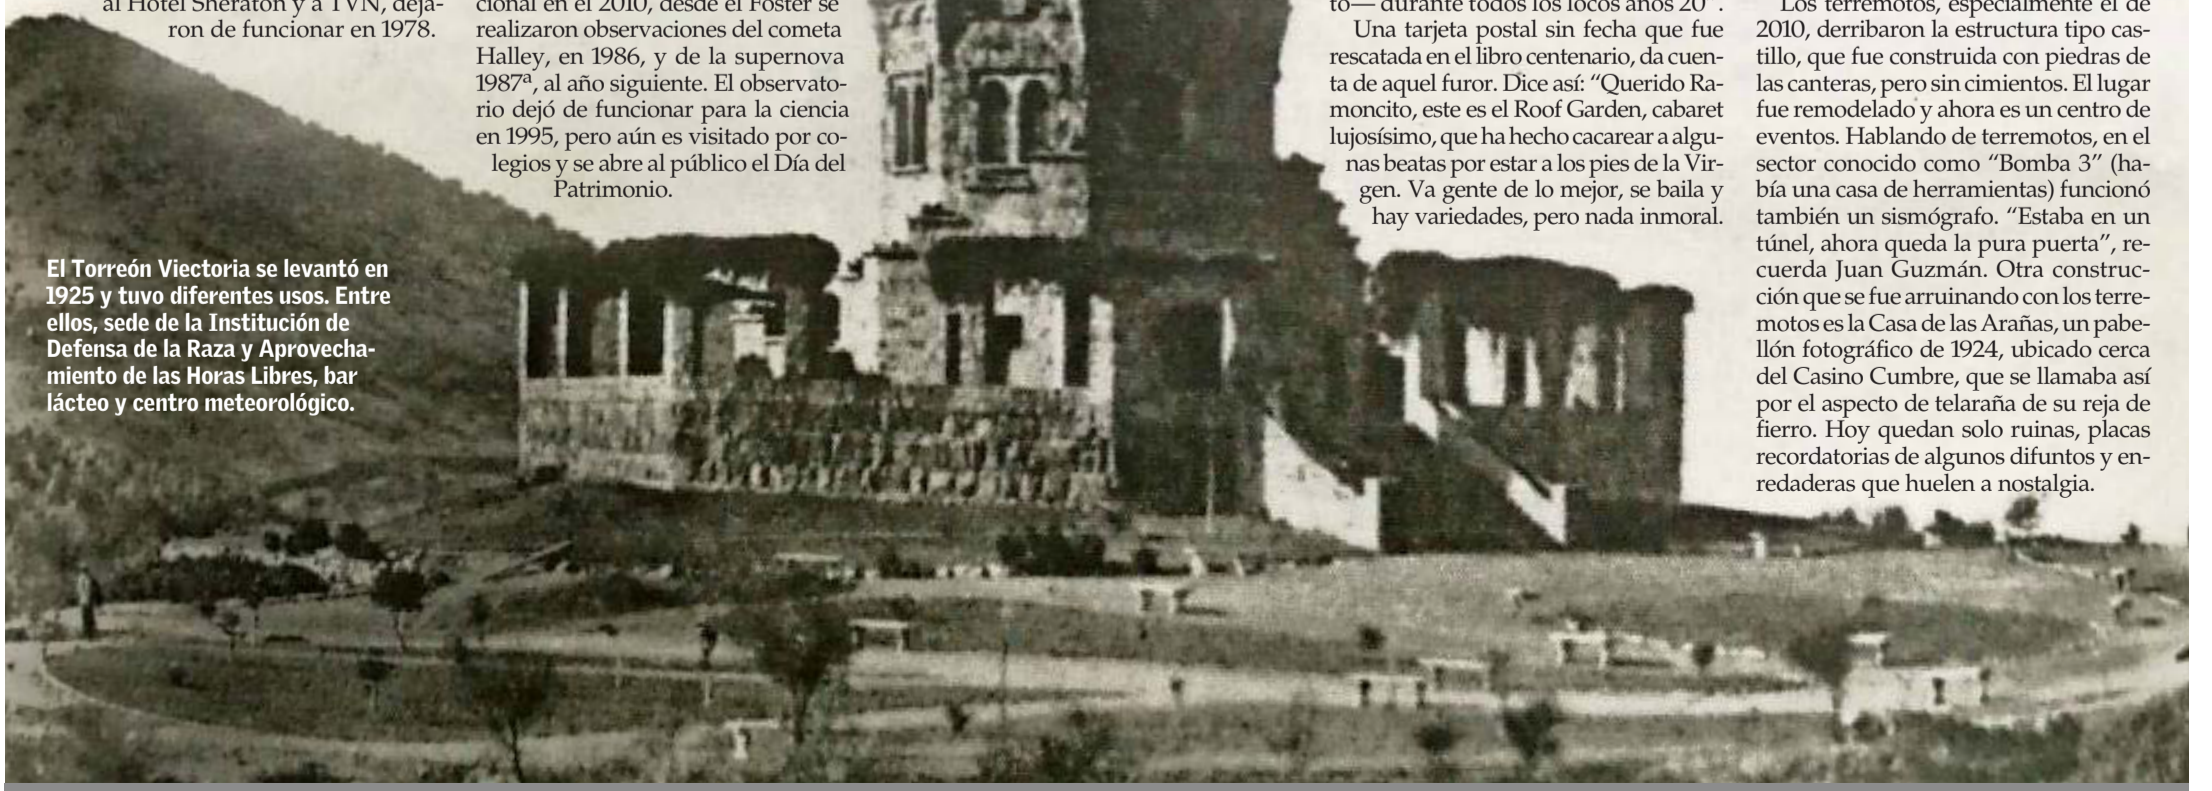 al Hotel Sheraton y a TVN, deja-
ron de funcionar en 1978.
El Torreón Viectoria se levantó en
1925 y tuvo diferentes usos. Entre
ellos, sede de la Institución de
Defensa de la Raza y Aprovecha-
miento de las Horas Libres, bar
lácteo y centro meteorológico.
cional en el 2010, desde el Foster se
realizaron observaciones del cometa
Halley, en 1986, y de la supernova
1987ª, al año siguiente. El observato-
rio dejó de funcionar para la ciencia
en 1995, pero aún es visitado por co-
legios y se abre al público el Día del
Patrimonio.
to— durante todos los locos años 20".
Una tarjeta postal sin fecha que fue
rescatada en el libro centenario, da cuen-
ta de aquel furor. Dice así: “Querido Ra-
moncito, este es el Roof Garden, cabaret
lujosísimo, que ha hecho cacarear a algu-
nas beatas por estar a los pies de la Vir-
gen. Va gente de lo mejor, se baila y
hay variedades, pero nada inmoral.
Los terremotos, especialmente el de
2010, derribaron la estructura tipo cas-
tillo, que fue construida con piedras de
las canteras, pero sin cimientos. El lugar
fue remodelado y ahora es un centro de
eventos. Hablando de terremotos, en el
sector conocido como “Bomba 3” (ha-
bía una casa de herramientas) funcionó
también un sismógrafo. “Estaba en un
túnel, ahora queda la pura puerta”, re-
cuerda Juan Guzmán. Otra construc-
ción que se fue arruinando con los terre-
motos es la Casa de las Arañas, un pabe-
llón fotográfico de 1924, ubicado cerca
del Casino Cumbre, que se llamaba así
por el aspecto de telaraña de su reja de
fierro. Hoy quedan solo ruinas, placas
recordatorias de algunos difuntos y en-
redaderas que huelen a nostalgia.